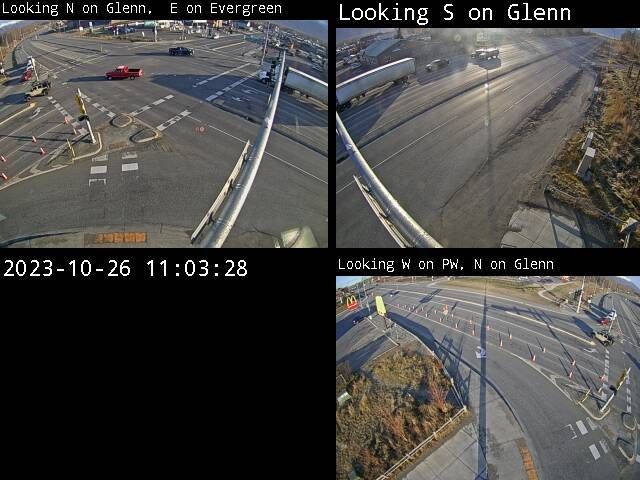 Looking N on Glenn,  E on Evergreen
Looking S on Glenn
2023-10-26 11:03:28
Looking W on PW, N on Glenn